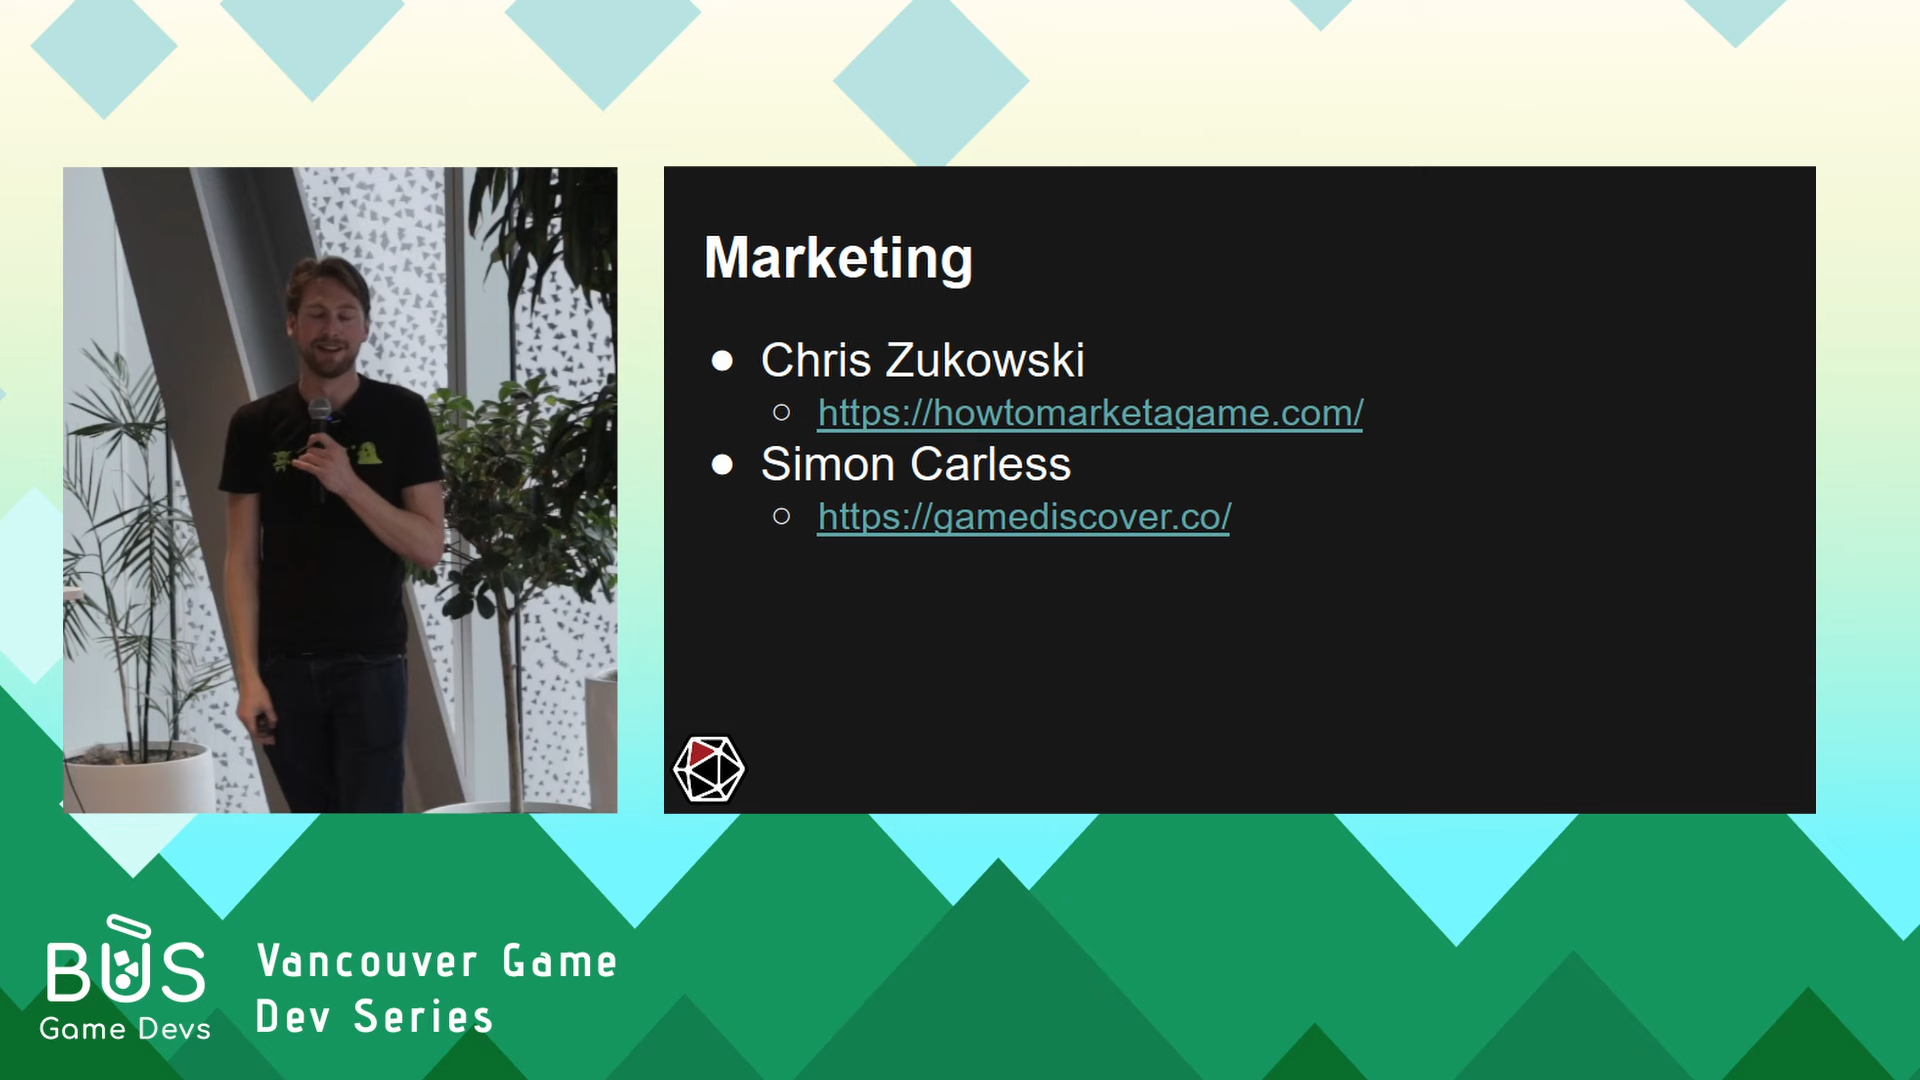 Marketing
● Chris Zukowski
○ https://howtomarketagame.com/
● Simon Carless
○ https://gamediscover.co/
BUS
Game Devs
Vancouver Game
Dev Series